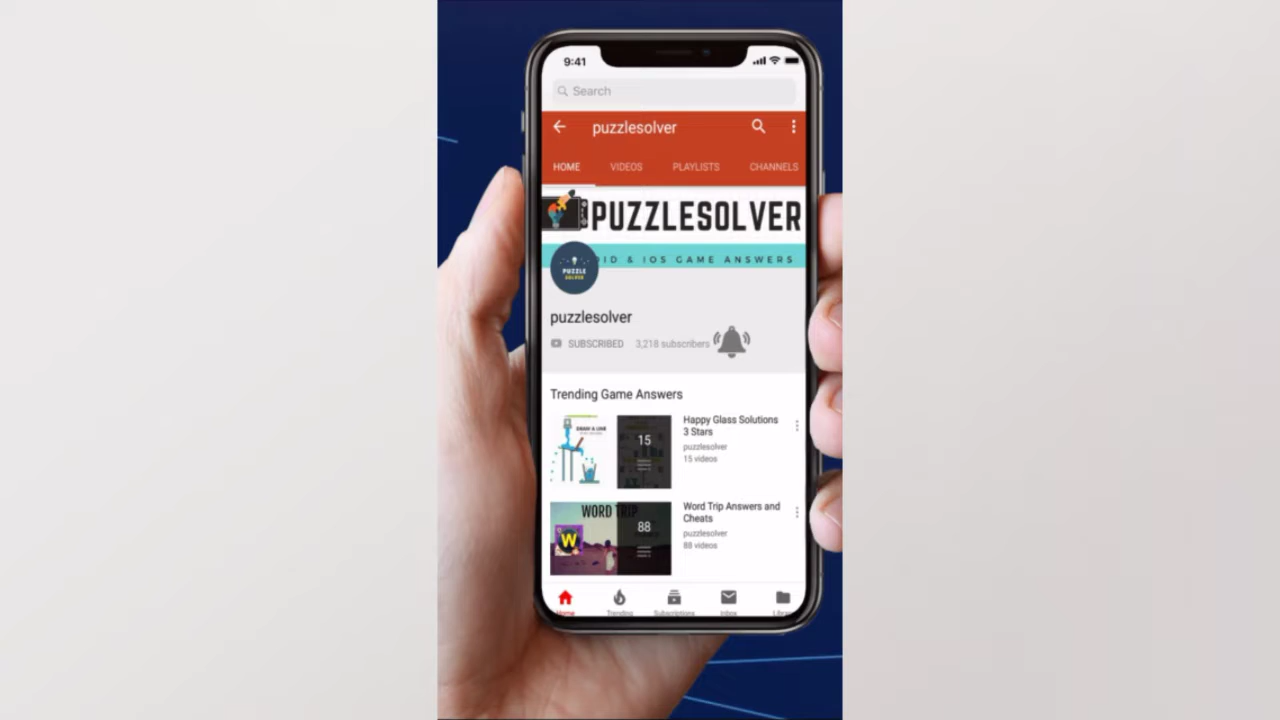 9:41
Search
puzzlesolver
HOME VIDEOS PLAYLISTS CHANNELS
PUZZLESOLVER
ID & IOS GAME ANSWERS
PUZZLE
SOLVER
puzzlesolver
SUBSCRIBED 3,218 subscribers
Trending Game Answers
DRAW A LINE
15
Happy Glass Solutions
3 Stars
puzzlesolver
15 videos
WORD TRIP
W
88
Word Trip Answers and
Cheats
puzzlesolver
88 videos
Home Trending Subscriptions Inbox